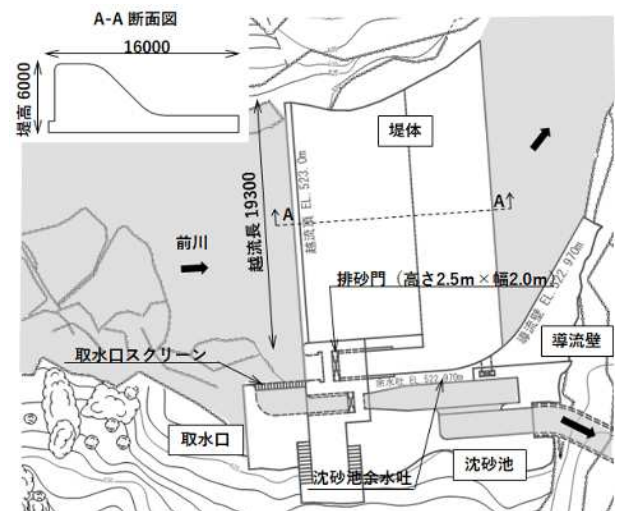 A-A 断面図
16000
堤高 6000
堤体
越流長 19300
越流頂 EL. 523.0m
A
A
前川
排砂門（高さ2.5m×幅2.0m）
導流壁 EL. 522.970m
取水口スクリーン
導流壁
余水吐 EL. 522.970m
取水口
沈砂池
沈砂池余水吐